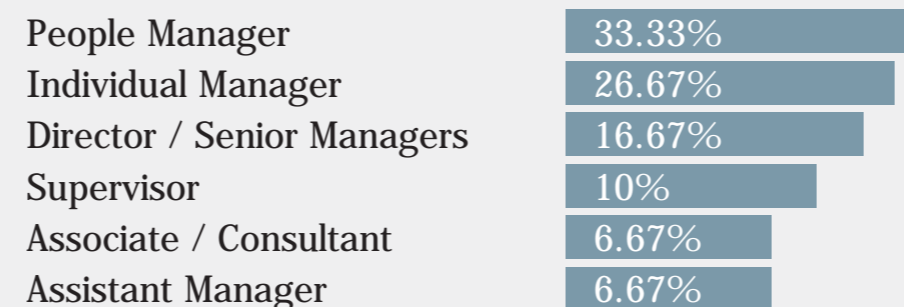 People Manager 33.33%
Individual Manager 26.67%
Director / Senior Managers 16.67%
Supervisor 10%
Associate / Consultant 6.67%
Assistant Manager 6.67%